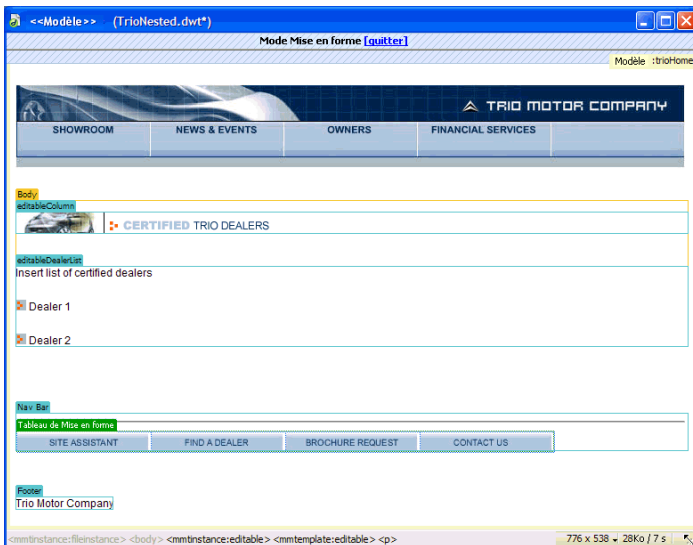 <<Modèle>> (TrioNested.dwt*)
Mode Mise en forme [quitter]
Modèle :trioHome
TRIO MOTOR COMPANY
SHOWROOM NEWS & EVENTS OWNERS FINANCIAL SERVICES
Body
editableColumn
CERTIFIED TRIO DEALERS
editableDealerList
Insert list of certified dealers
Dealer 1
Dealer 2
Nav Bar
Tableau de Mise en forme
SITE ASSISTANT FIND A DEALER BROCHURE REQUEST CONTACT US
Footer
Trio Motor Company
<mmtinstance:fileinstance> <body> <mmtinstance:editable> <mmtemplate:editable> <p> 776 x 538 28Ko / 7 s